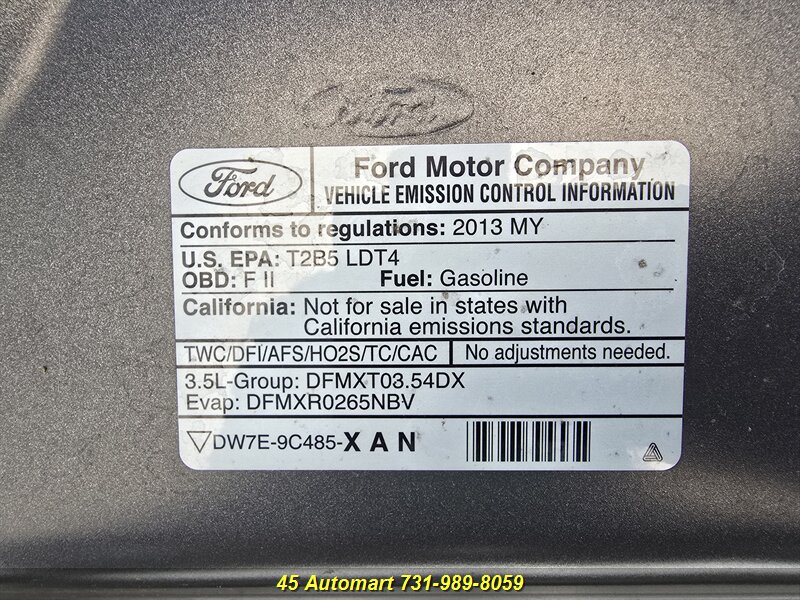 Ford
Ford
Ford Motor Company
VEHICLE EMISSION CONTROL INFORMATION
Conforms to regulations: 2013 MY
U.S. EPA: T2B5 LDT4
OBD: F II Fuel: Gasoline
California: Not for sale in states with
California emissions standards.
TWC/DFI/AFS/HO2S/TC/CAC No adjustments needed.
3.5L-Group: DFMXT03.54DX
Evap: DFMXR0265NBV
DW7E-9C485-XAN
45 Automart 731-989-8059